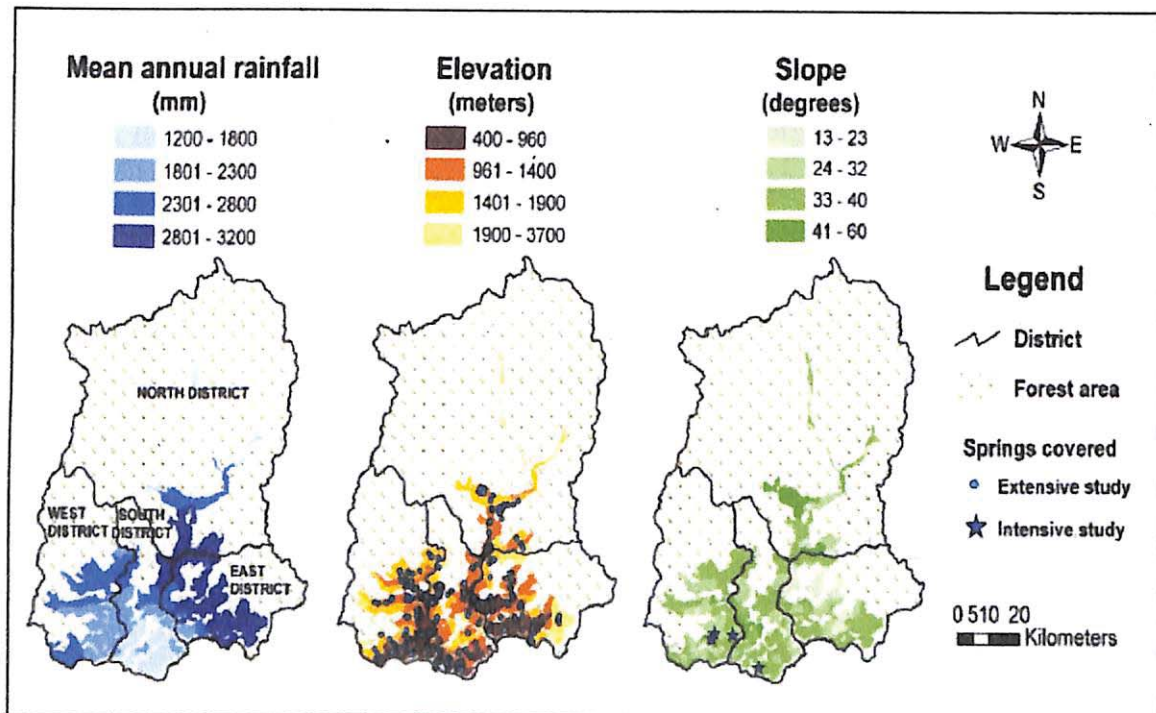 Mean annual rainfall
(mm)
1200 - 1800
1801 - 2300
2301 - 2800
2801 - 3200
Elevation
(meters)
400 - 960
961 - 1400
1401 - 1900
1900 - 3700
Slope
(degrees)
13 - 23
24 - 32
33 - 40
41 - 60
N
W E
S
NORTH DISTRICT
WEST
DISTRICT
SOUTH
DISTRICT
EAST
DISTRICT
Legend
District
Forest area
Springs covered
Extensive study
Intensive study
0 510 20
Kilometers